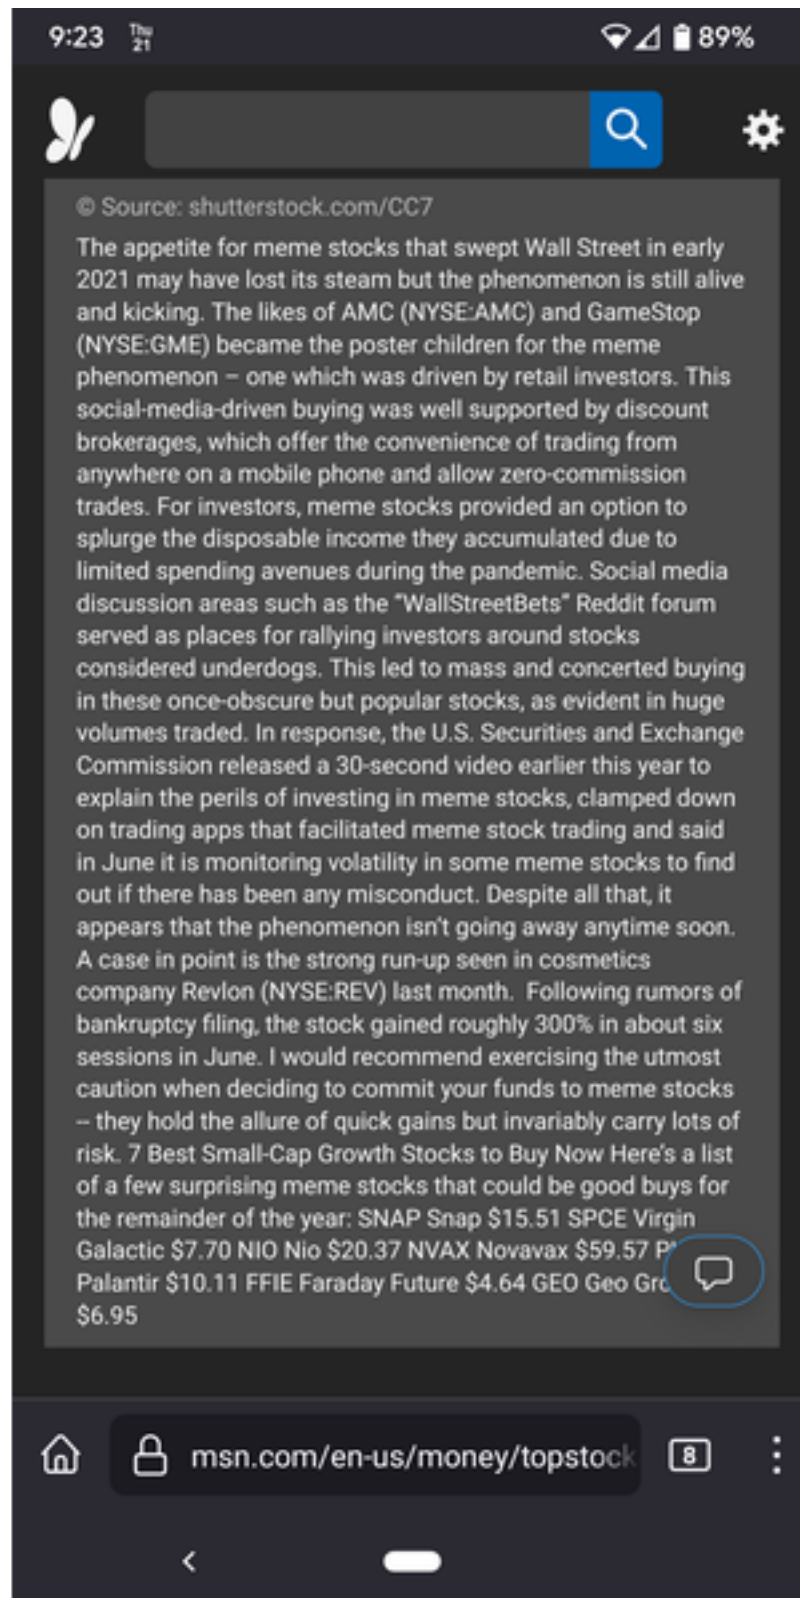 9:23 Thu 21 89%
© Source: shutterstock.com/CC7
The appetite for meme stocks that swept Wall Street in early
2021 may have lost its steam but the phenomenon is still alive
and kicking. The likes of AMC (NYSE:AMC) and GameStop
(NYSE:GME) became the poster children for the meme
phenomenon – one which was driven by retail investors. This
social-media-driven buying was well supported by discount
brokerages, which offer the convenience of trading from
anywhere on a mobile phone and allow zero-commission
trades. For investors, meme stocks provided an option to
splurge the disposable income they accumulated due to
limited spending avenues during the pandemic. Social media
discussion areas such as the “WallStreetBets” Reddit forum
served as places for rallying investors around stocks
considered underdogs. This led to mass and concerted buying
in these once-obscure but popular stocks, as evident in huge
volumes traded. In response, the U.S. Securities and Exchange
Commission released a 30-second video earlier this year to
explain the perils of investing in meme stocks, clamped down
on trading apps that facilitated meme stock trading and said
in June it is monitoring volatility in some meme stocks to find
out if there has been any misconduct. Despite all that, it
appears that the phenomenon isn't going away anytime soon.
A case in point is the strong run-up seen in cosmetics
company Revlon (NYSE:REV) last month.  Following rumors of
bankruptcy filing, the stock gained roughly 300% in about six
sessions in June. I would recommend exercising the utmost
caution when deciding to commit your funds to meme stocks
– they hold the allure of quick gains but invariably carry lots of
risk. 7 Best Small-Cap Growth Stocks to Buy Now Here's a list
of a few surprising meme stocks that could be good buys for
the remainder of the year: SNAP Snap $15.51 SPCE Virgin
Galactic $7.70 NIO Nio $20.37 NVAX Novavax $59.57
Palantir $10.11 FFIE Faraday Future $4.64 GEO Geo
$6.95
msn.com/en-us/money/topstock 8